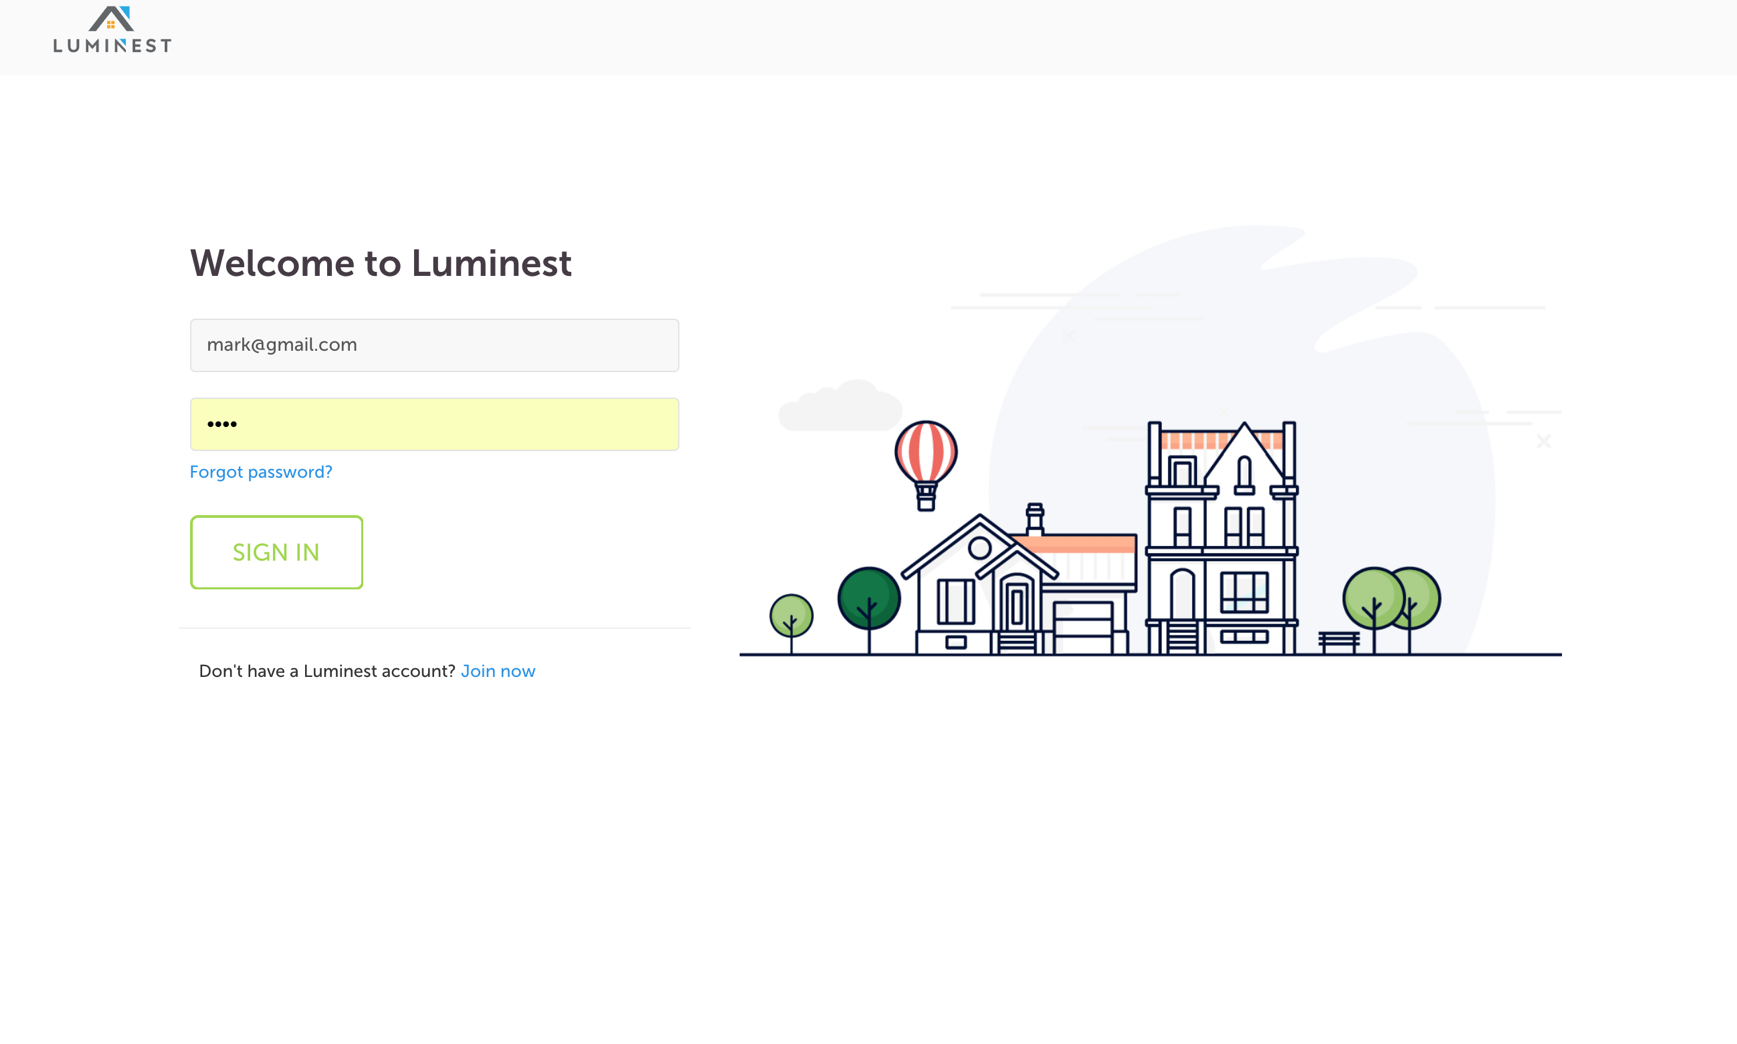 LUMINEST
Welcome to Luminest
mark@gmail.com
••••
Forgot password?
SIGN IN
Don't have a Luminest account? Join now